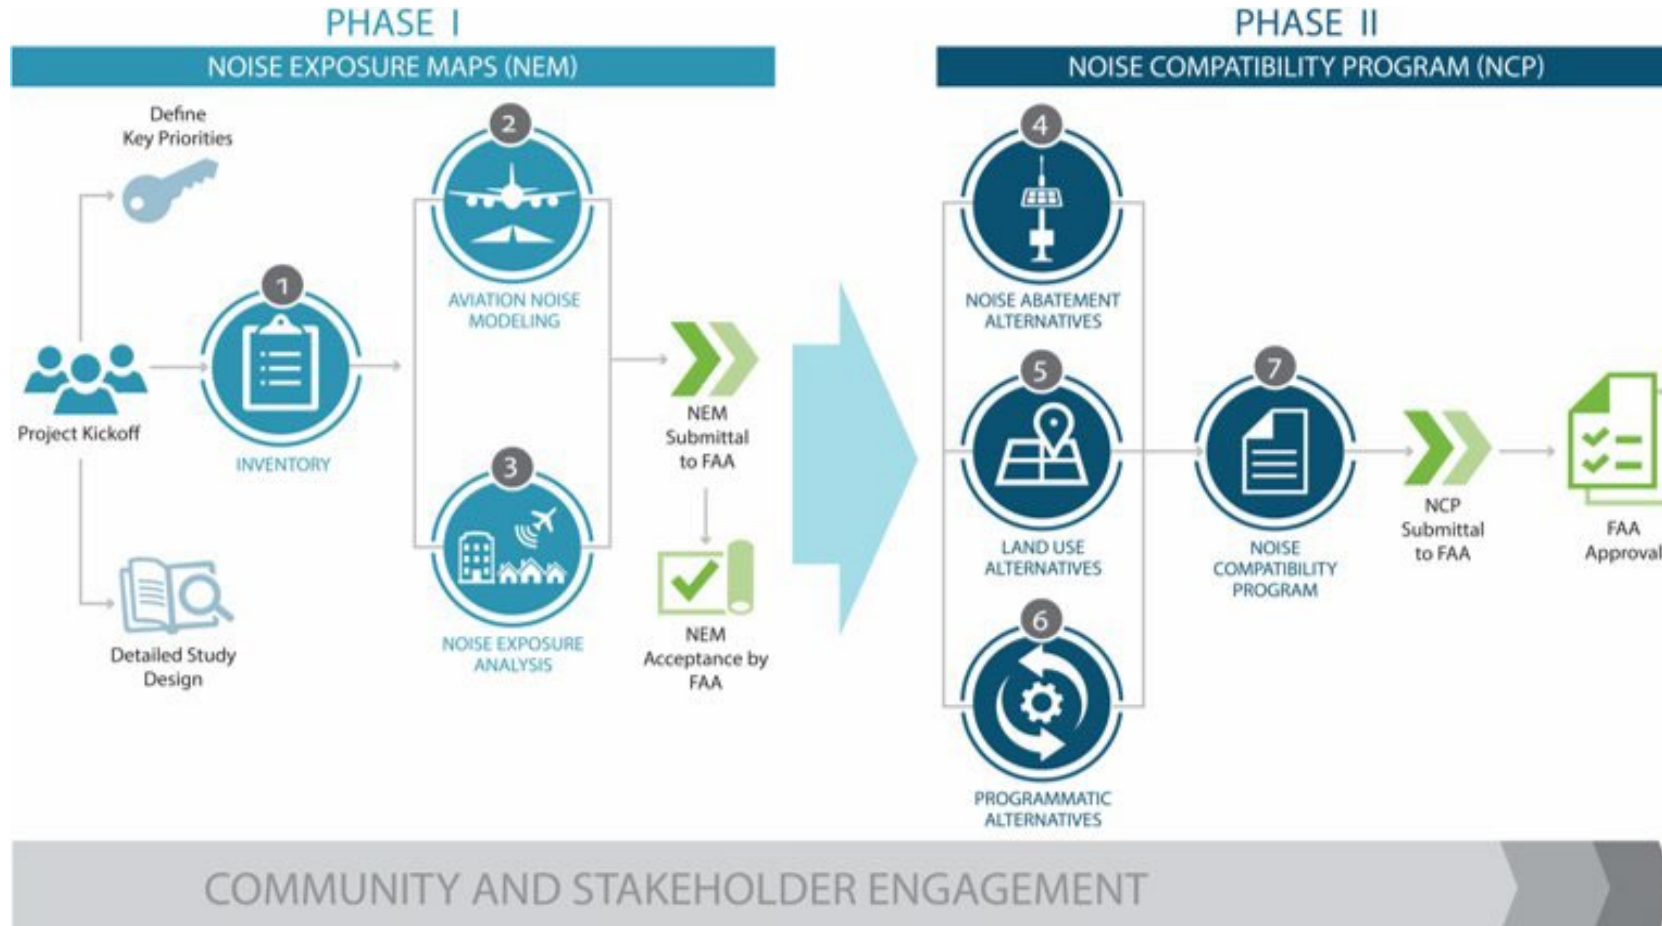 PHASE I
NOISE EXPOSURE MAPS (NEM)
Define
Key Priorities
Project Kickoff
Detailed Study
Design
1
INVENTORY
2
AVIATION NOISE
MODELING
3
NOISE EXPOSURE
ANALYSIS
NEM
Submittal
to FAA
NEM
Acceptance by
FAA
PHASE II
NOISE COMPATIBILITY PROGRAM (NCP)
4
NOISE ABATEMENT
ALTERNATIVES
5
LAND USE
ALTERNATIVES
6
PROGRAMMATIC
ALTERNATIVES
7
NOISE
COMPATIBILITY
PROGRAM
NCP
Submittal
to FAA
FAA
Approval
COMMUNITY AND STAKEHOLDER ENGAGEMENT